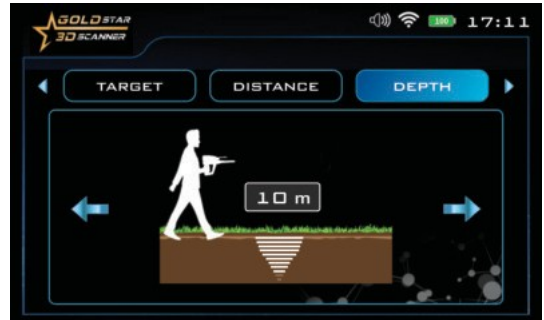 GOLD STAR
3D SCANNER
100
17:11
TARGET
DISTANCE
DEPTH
10 m